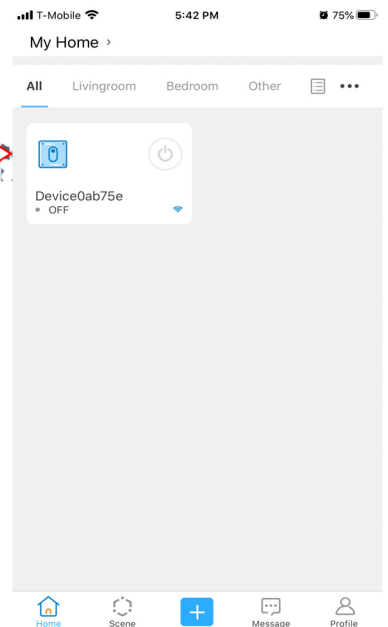 T-Mobile 5:42 PM 75%
My Home
All Livingroom Bedroom Other
Device0ab75e
OFF
Home Scene Message Profile